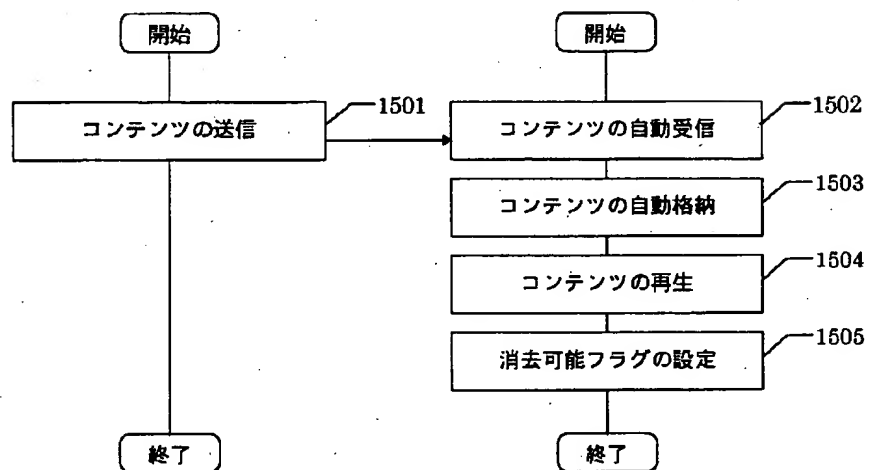 開始
開始
コンテンツの送信
1501
コンテンツの自動受信
1502
コンテンツの自動格納
1503
コンテンツの再生
1504
消去可能フラグの設定
1505
終了
終了